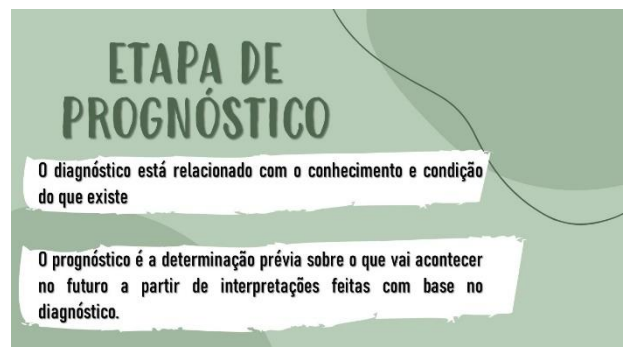 ETAPA DE
PROGNÓSTICO
O diagnóstico está relacionado com o conhecimento e condição
do que existe
O prognóstico é a determinação prévia sobre o que vai acontecer
no futuro a partir de interpretações feitas com base no
diagnóstico.